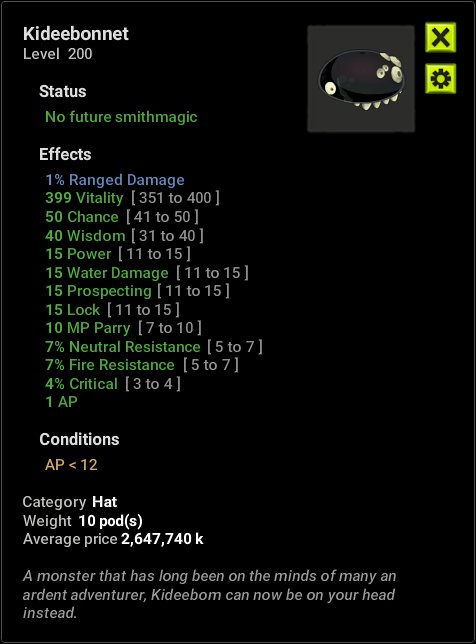 Kideebonnet
Level 200
Status
No future smithmagic
Effects
1% Ranged Damage
399 Vitality [ 351 to 400 ]
50 Chance [ 41 to 50 ]
40 Wisdom [ 31 to 40 ]
15 Power [ 11 to 15 ]
15 Water Damage [ 11 to 15 ]
15 Prospecting [ 11 to 15 ]
15 Lock [ 11 to 15 ]
10 MP Parry [ 7 to 10 ]
7% Neutral Resistance [ 5 to 7 ]
7% Fire Resistance [ 5 to 7 ]
4% Critical [ 3 to 4 ]
1 AP
Conditions
AP < 12
Category Hat
Weight 10 pod(s)
Average price 2,647,740 k
A monster that has long been on the minds of many an
ardent adventurer, Kideebom can now be on your head
instead.